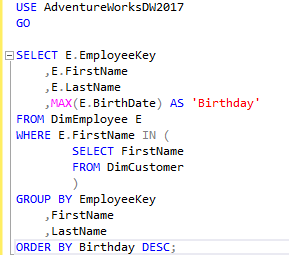 USE AdventureWorksDW2017
GO
SELECT E.EmployeeKey
,E.FirstName
,E.LastName
,MAX(E.BirthDate) AS 'Birthday'
FROM DimEmployee E
WHERE E.FirstName IN (
SELECT FirstName
FROM DimCustomer
)
GROUP BY EmployeeKey
,FirstName
,LastName
ORDER BY Birthday DESC;